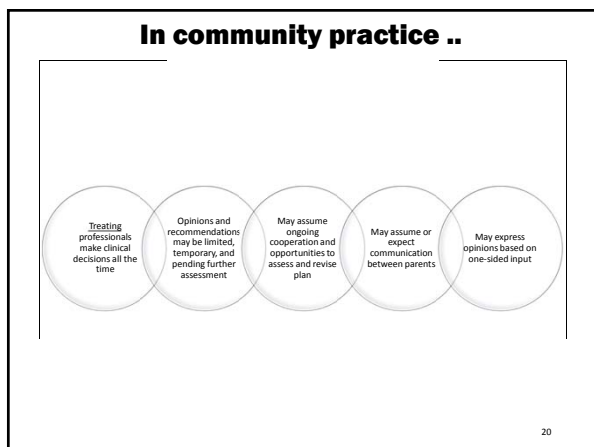 In community practice ..
Treating
professionals
make clinical
decisions all the
time
Opinions and
recommendations
may be limited,
temporary, and
pending further
assessment
May assume
ongoing
cooperation and
opportunities to
assess and revise
plan
May assume or
expect
communication
between parents
May express
opinions based on
one-sided input
20